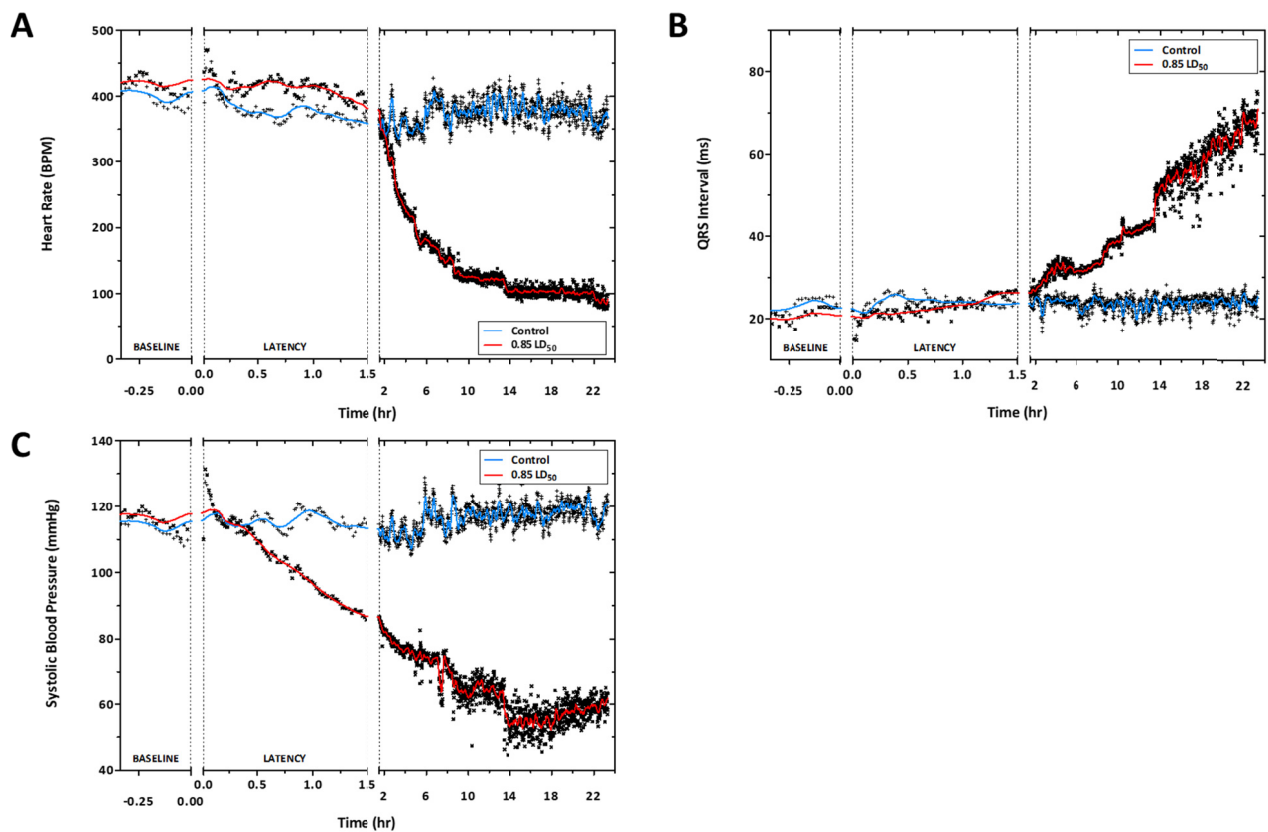 A
500
400
300
200
100
0
Heart Rate (BPM)
BASELINE
LATENCY
Control
0.85 LD50
-0.25
0.00
0.0
0.5
1.0
1.5
2
6
10
14
18
22
Time (hr)
B
80
60
40
20
QRS Interval (ms)
Control
0.85 LD50
BASELINE
LATENCY
-0.25
0.00
0.0
0.5
1.0
1.5
2
6
10
14
18
22
Time (hr)
C
140
120
100
80
60
40
Systolic Blood Pressure (mmHg)
Control
0.85 LD50
BASELINE
LATENCY
-0.25
0.00
0.0
0.5
1.0
1.5
2
6
10
14
18
22
Time (hr)